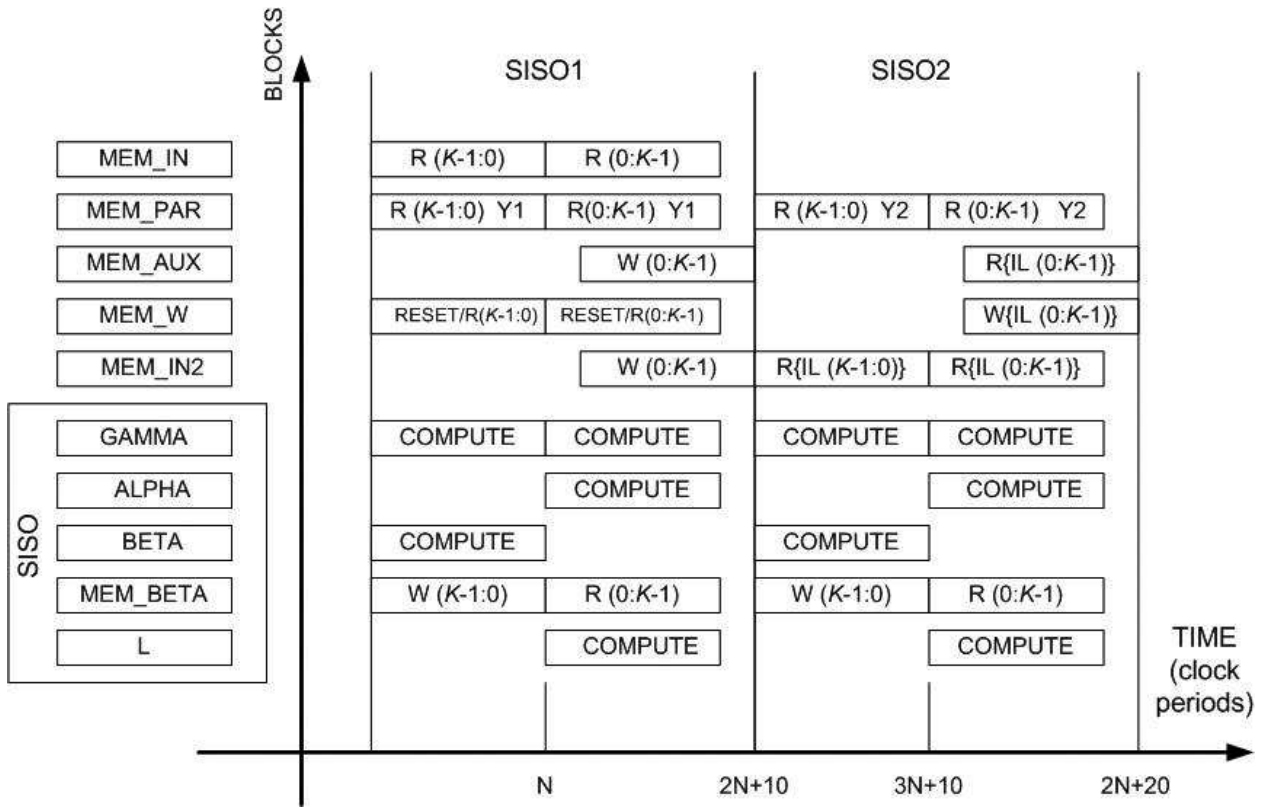 BLOCKS
SISO1 SISO2
MEM_IN R (K-1:0) R (0:K-1)
MEM_PAR R (K-1:0) Y1 R(0:K-1) Y1 R (K-1:0) Y2 R (0:K-1) Y2
MEM_AUX W (0:K-1) R{IL (0:K-1)}
MEM_W RESET/R(K-1:0) RESET/R(0:K-1) W{IL (0:K-1)}
MEM_IN2 W (0:K-1) R{IL (K-1:0)} R{IL (0:K-1)}
SISO
GAMMA COMPUTE COMPUTE COMPUTE COMPUTE
ALPHA COMPUTE COMPUTE
BETA COMPUTE COMPUTE
MEM_BETA W (K-1:0) R (0:K-1) W (K-1:0) R (0:K-1)
L COMPUTE COMPUTE
TIME
(clock
periods)
N 2N+10 3N+10 2N+20